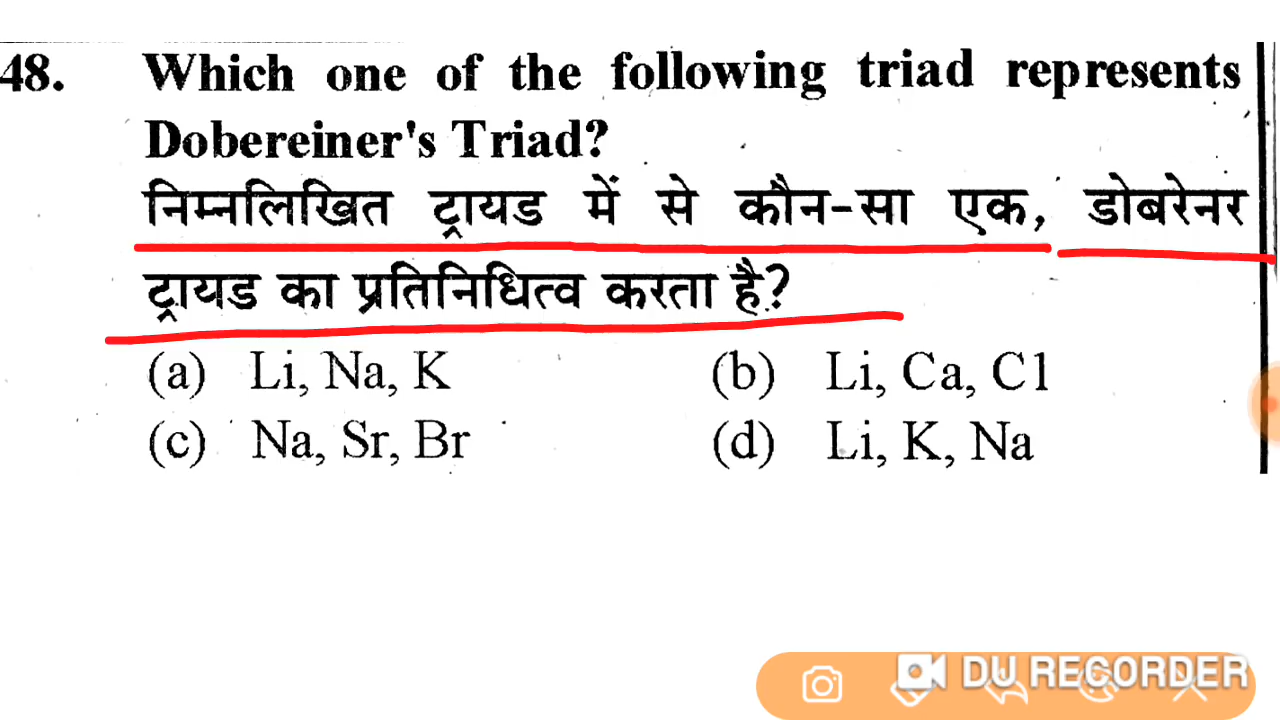 48. Which one of the following triad represents
Dobereiner's Triad?
निम्नलिखित ट्रायड में से कौन-सा एक, डोबरेनर
ट्रायड का प्रतिनिधित्व करता है?
(a) Li, Na, K (b) Li, Ca, Cl
(c) Na, Sr, Br (d) Li, K, Na
DU RECORDER